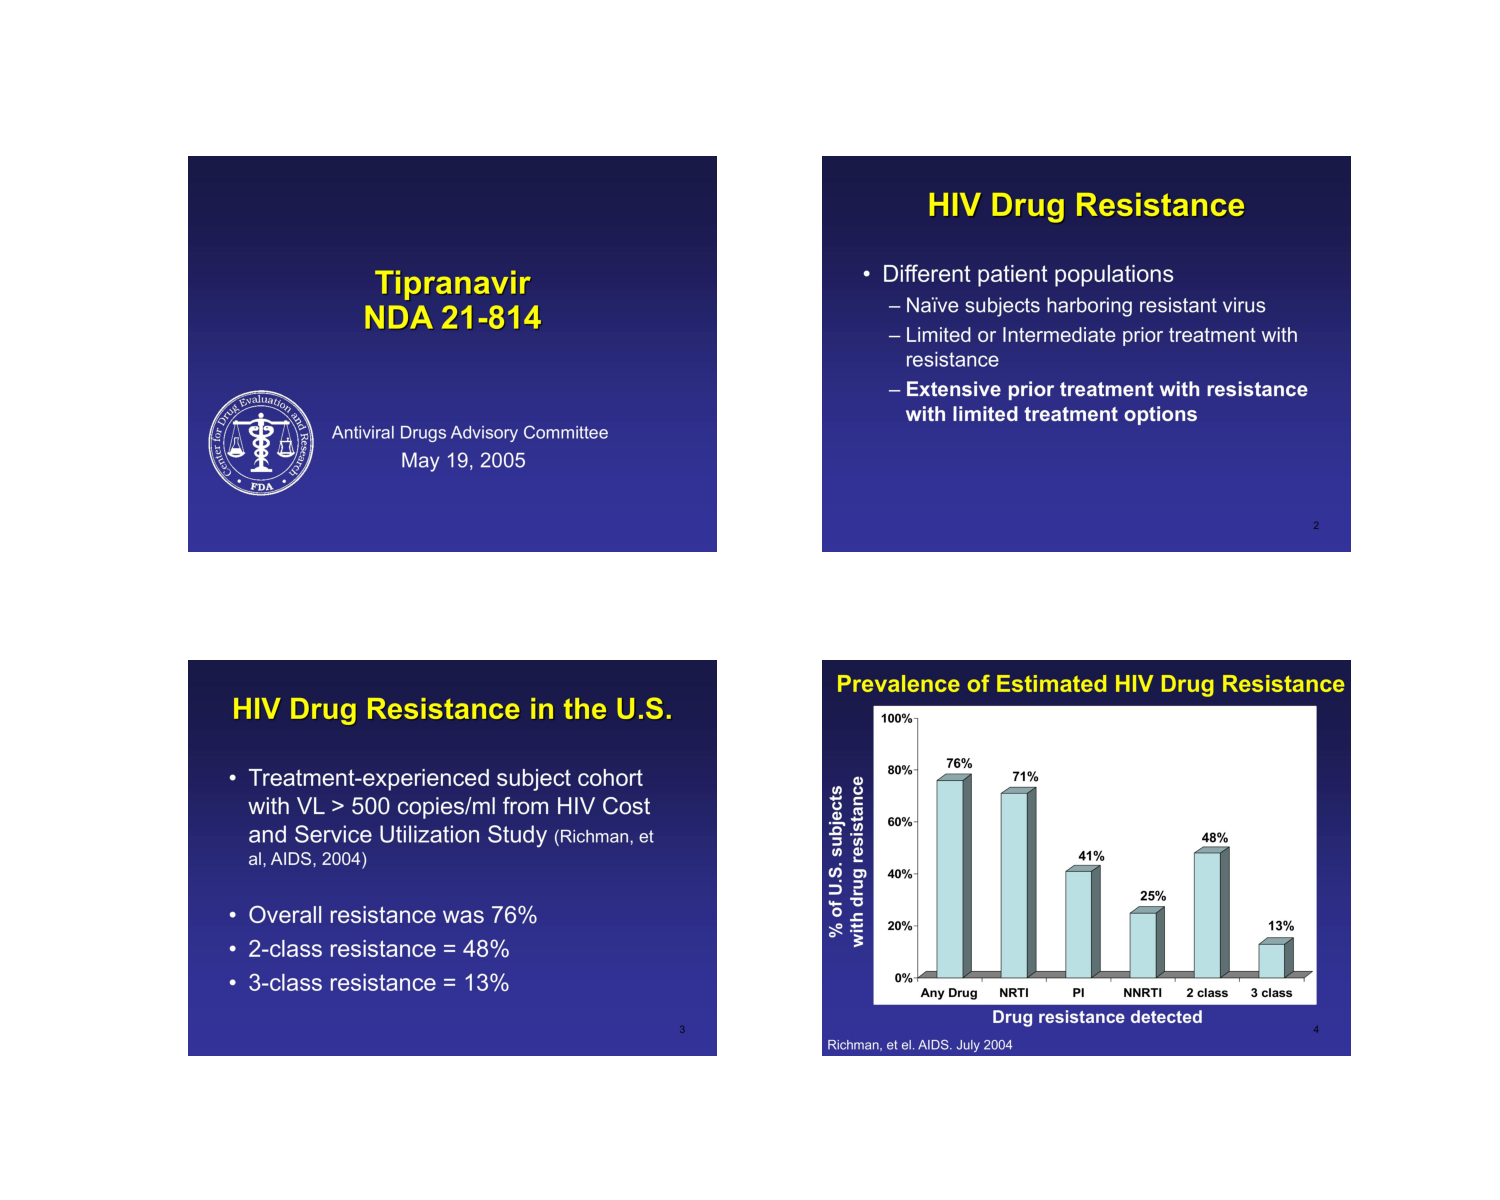 Tipranavir
NDA 21-814
Center for Drug Evaluation and Research
FDA
Antiviral Drugs Advisory Committee
May 19, 2005
HIV Drug Resistance
• Different patient populations
– Naïve subjects harboring resistant virus
– Limited or Intermediate prior treatment with
resistance
– Extensive prior treatment with resistance
with limited treatment options
2
HIV Drug Resistance in the U.S.
• Treatment-experienced subject cohort
with VL > 500 copies/ml from HIV Cost
and Service Utilization Study (Richman, et
al, AIDS, 2004)
• Overall resistance was 76%
• 2-class resistance = 48%
• 3-class resistance = 13%
3
Prevalence of Estimated HIV Drug Resistance
% of U.S. subjects
with drug resistance
100%
80%
60%
40%
20%
0%
76%
71%
41%
25%
48%
13%
Any Drug NRTI PI NNRTI 2 class 3 class
Drug resistance detected
4
Richman, et el. AIDS. July 2004